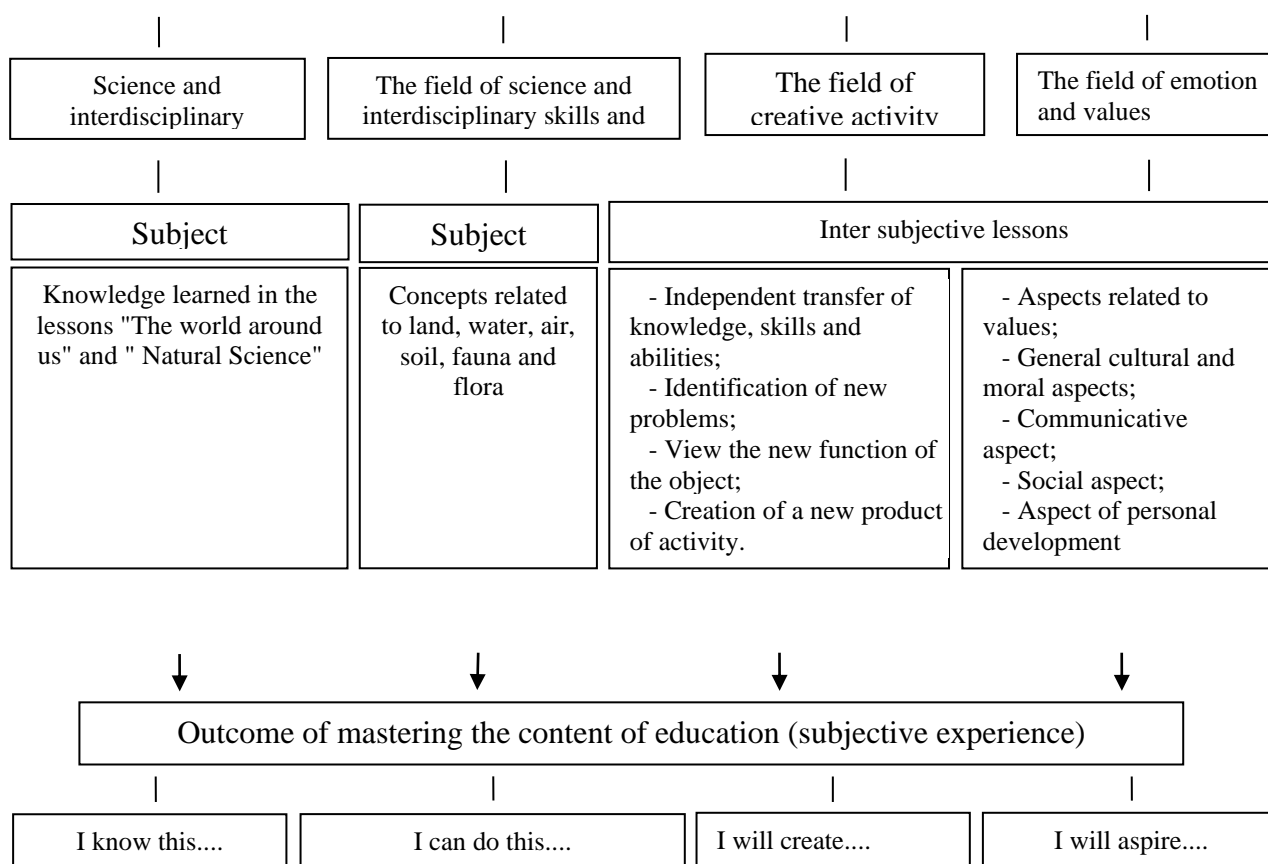 Science and
interdisciplinary
The field of science and
interdisciplinary skills and
The field of
creative activity
The field of emotion
and values
Subject
Subject
Inter subjective lessons
Knowledge learned in the
lessons "The world around
us" and " Natural Science"
Concepts related
to land, water, air,
soil, fauna and
flora
- Independent transfer of
knowledge, skills and
abilities;
- Identification of new
problems;
- View the new function of
the object;
- Creation of a new product
of activity.
- Aspects related to
values;
- General cultural and
moral aspects;
- Communicative
aspect;
- Social aspect;
- Aspect of personal
development
Outcome of mastering the content of education (subjective experience)
I know this....
I can do this....
I will create....
I will aspire....